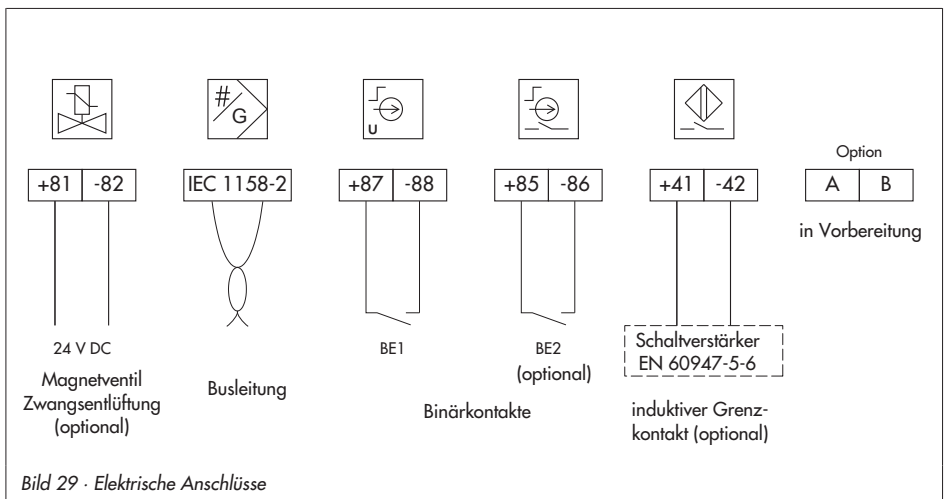 #
G
U
Option
+81 -82 IEC 1158-2 +87 -88 +85 -86 +41 -42 A B
in Vorbereitung
24 V DC
Magnetventil
Zwangsentlüftung
(optional)
Busleitung
BE1
BE2
(optional)
Binärkontakte
Schaltverstärker
EN 60947-5-6
induktiver Grenz-
kontakt (optional)
Bild 29 · Elektrische Anschlüsse